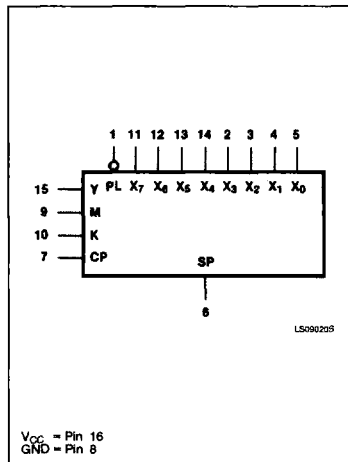 1 11 12 13 14 2 3 4 5
15 Y PL X7 X6 X5 X4 X3 X2 X1 X0
9 M
10 K
7 CP
SP
6
LS09020S
VCC = Pin 16
GND = Pin 8